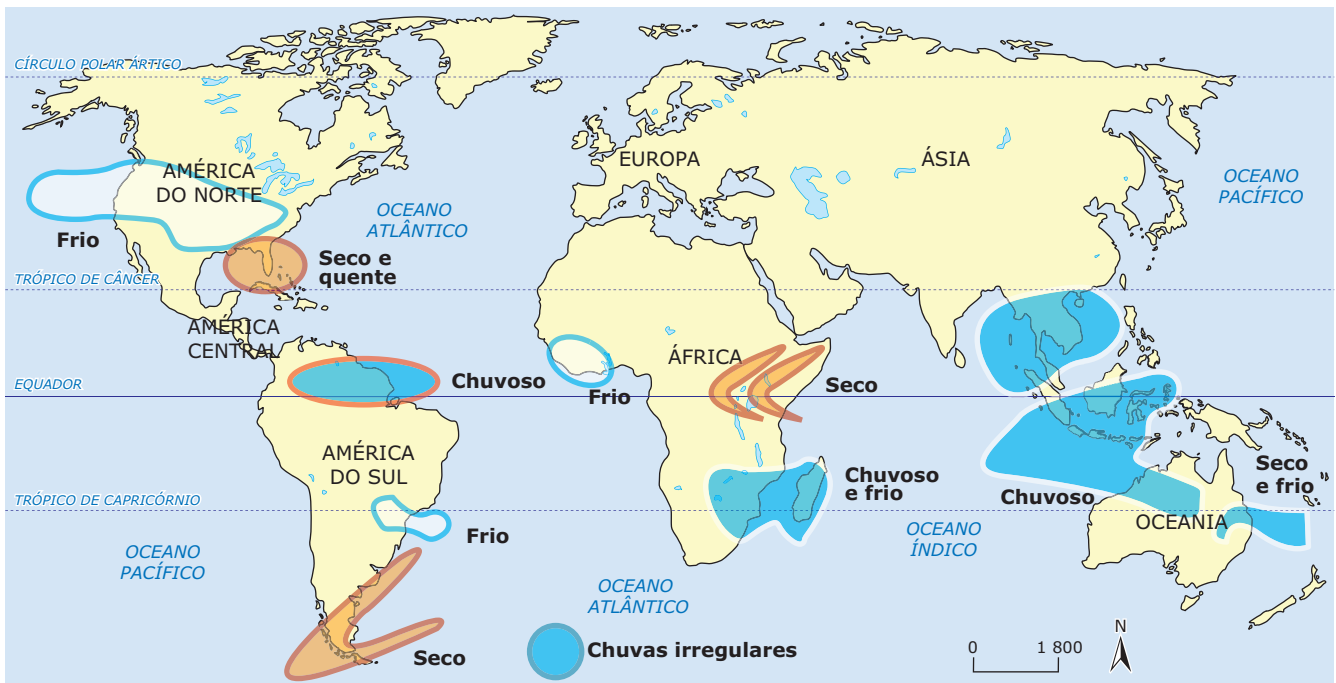 CÍRCULO POLAR ÁRTICO
AMÉRICA
DO NORTE
EUROPA
ÁSIA
OCEANO
PACÍFICO
OCEANO
ATLÂNTICO
Frio
Seco e
quente
TRÓPICO DE CÂNCER
AMÉRICA
CENTRAL
ÁFRICA
Chuvoso
Frio
Seco
EQUADOR
AMÉRICA
DO SUL
Chuvoso
e frio
Chuvoso
Seco
e frio
TRÓPICO DE CAPRICÓRNIO
Frio
OCEANIA
OCEANO
ÍNDICO
OCEANO
PACÍFICO
OCEANO
ATLÂNTICO
Seco
Chuvas irregulares
0 1 800
N